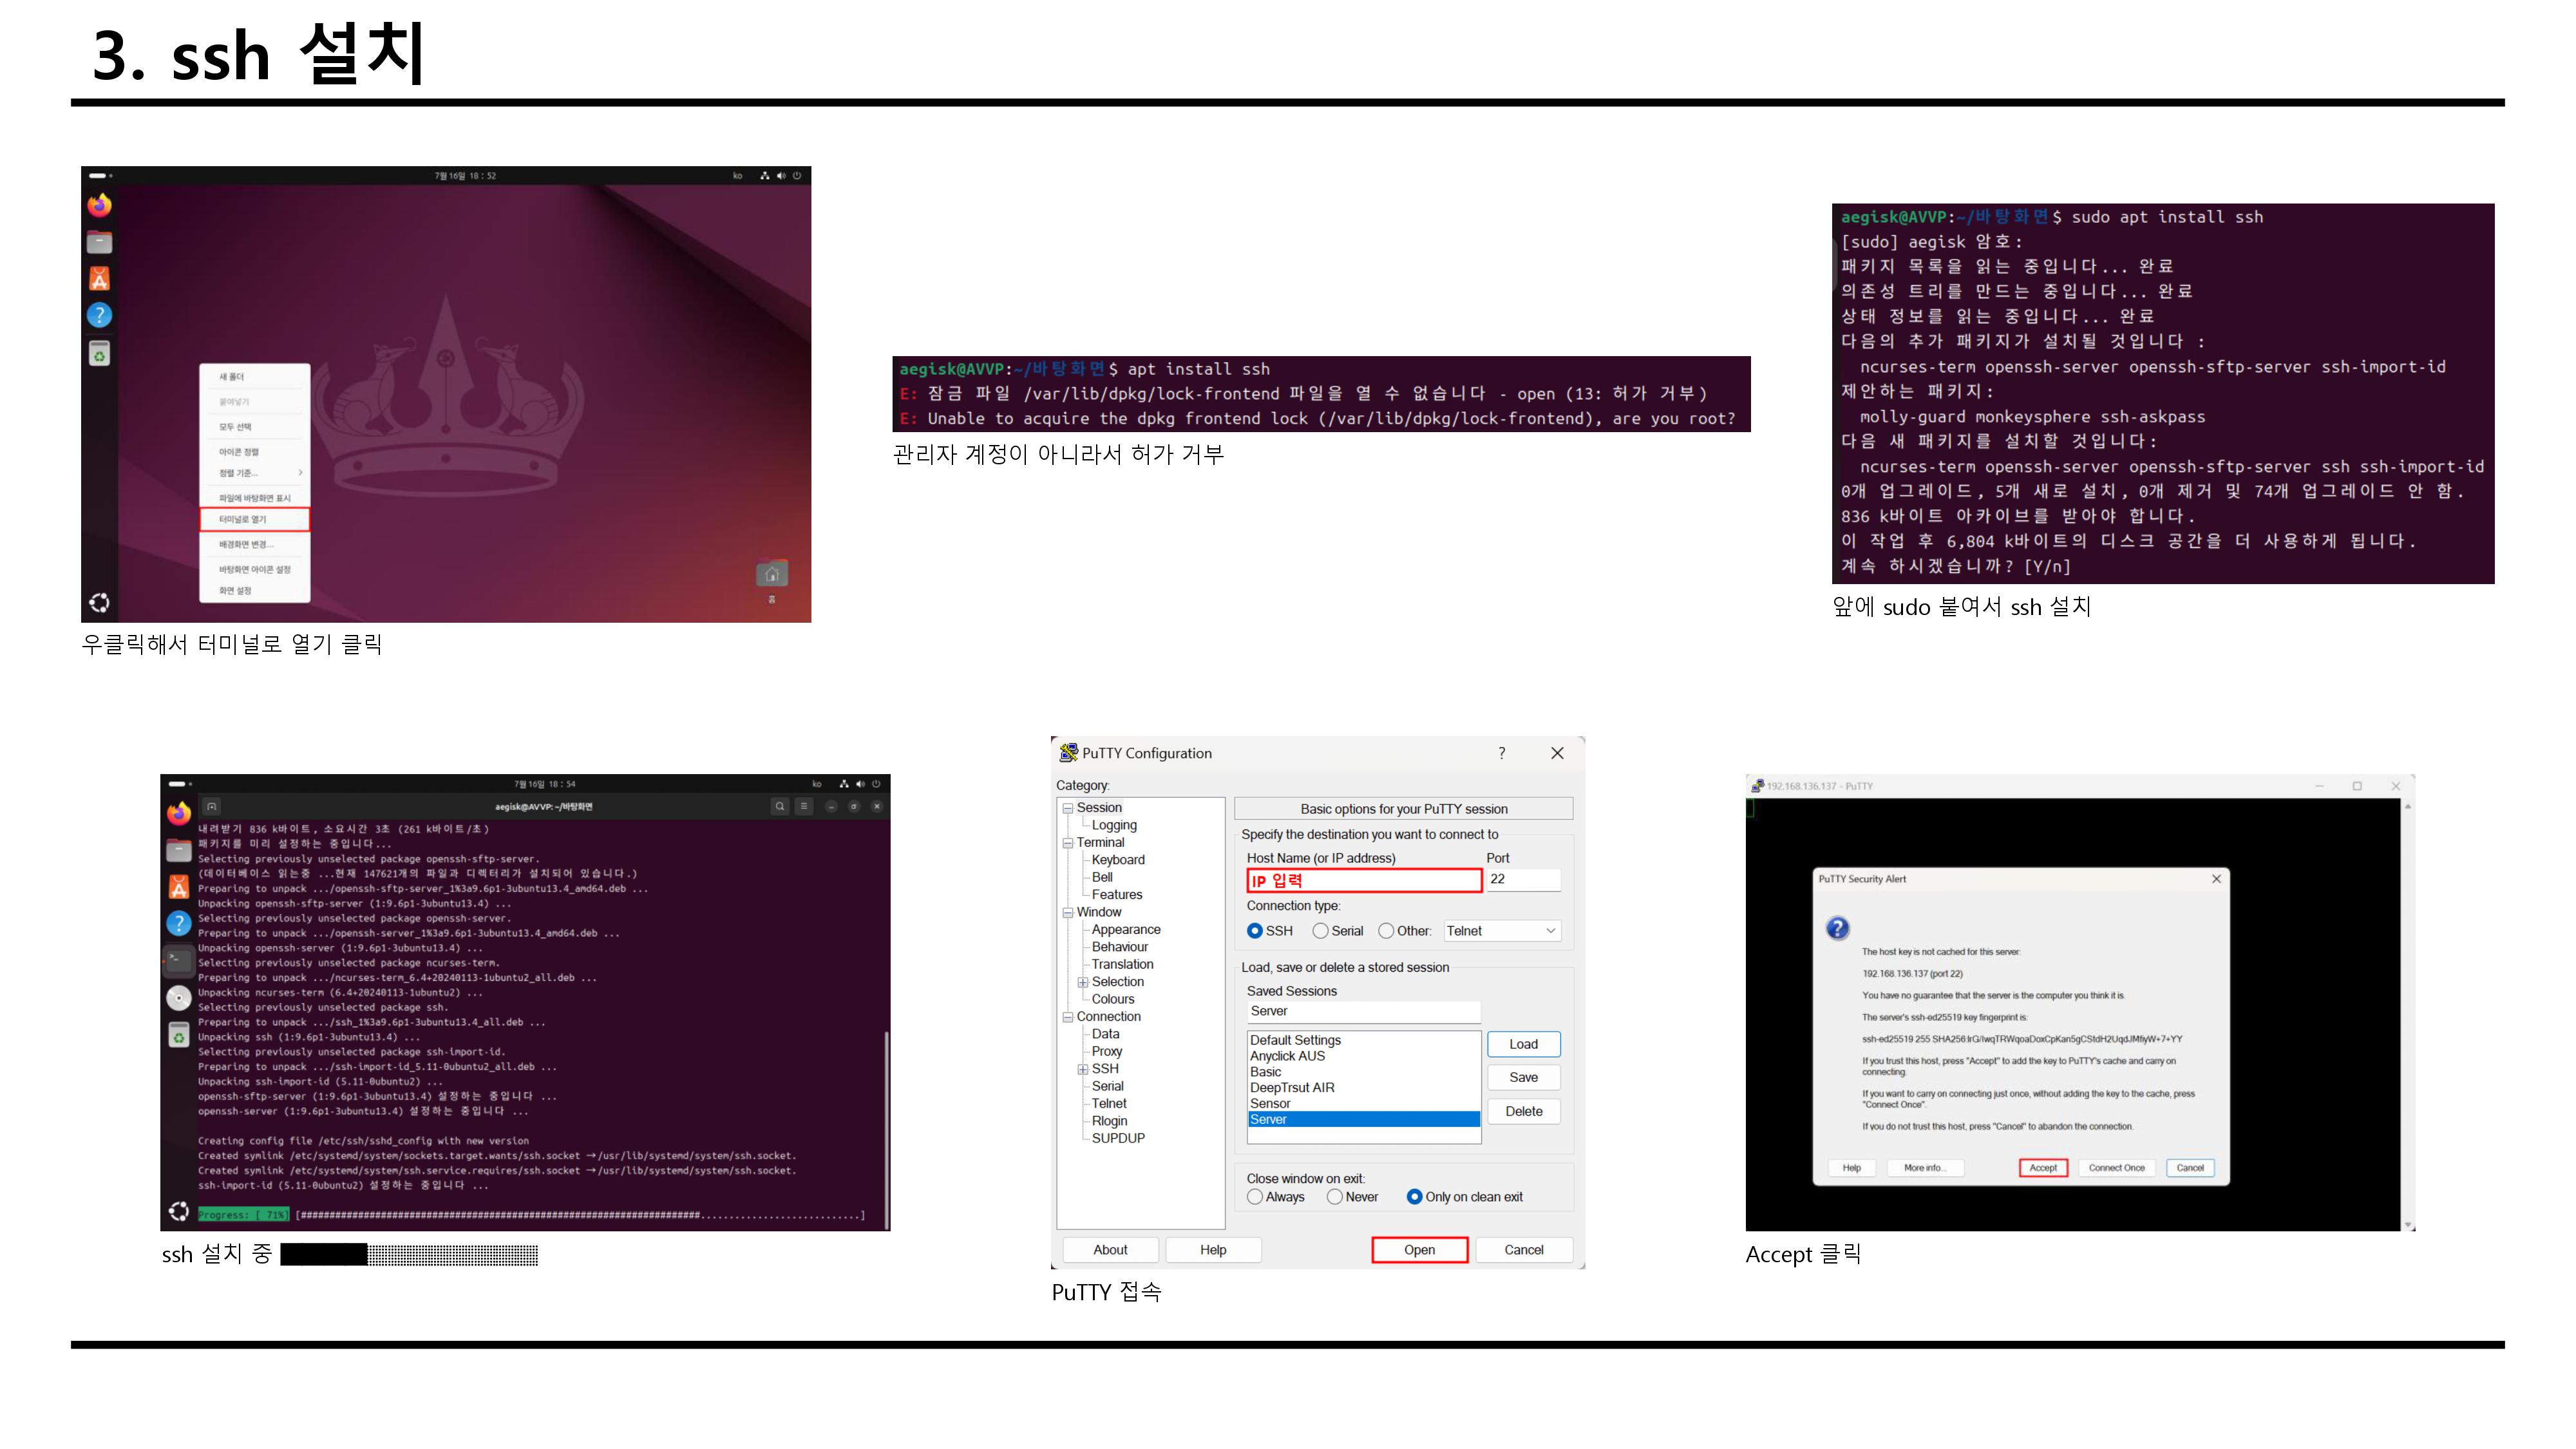 3. ssh 설치
7월 16일 18 : 52
ko
새 폴더
붙여넣기
모두 선택
아이콘 정렬
정렬 기준...
파일에 바탕화면 표시
터미널로 열기
배경화면 변경...
바탕화면 아이콘 설정
화면 설정
홈
우클릭해서 터미널로 열기 클릭
aegisk@AVVP:~/바탕화면$ apt install ssh
E: 잠금 파일 /var/lib/dpkg/lock-frontend 파일을 열 수 없습니다 - open (13: 허가 거부)
E: Unable to acquire the dpkg frontend lock (/var/lib/dpkg/lock-frontend), are you root?
관리자 계정이 아니라서 허가 거부
aegisk@AVVP:~/바탕화면$ sudo apt install ssh
[sudo] aegisk 암호:
패키지 목록을 읽는 중입니다... 완료
의존성 트리를 만드는 중입니다... 완료
상태 정보를 읽는 중입니다... 완료
다음의 추가 패키지가 설치될 것입니다 :
ncurses-term openssh-server openssh-sftp-server ssh-import-id
제안하는 패키지:
molly-guard monkeysphere ssh-askpass
다음 새 패키지를 설치할 것입니다:
ncurses-term openssh-server openssh-sftp-server ssh ssh-import-id
0개 업그레이드, 5개 새로 설치, 0개 제거 및 74개 업그레이드 안 함.
836 k바이트 아카이브를 받아야 합니다.
이 작업 후 6,804 k바이트의 디스크 공간을 더 사용하게 됩니다.
계속 하시겠습니까? [Y/n]
앞에 sudo 붙여서 ssh 설치
7월 16일 18 : 54
ko
aegisk@AVVP: ~/바탕화면
내려받기 836 k바이트, 소요시간 3초 (261 k바이트/초)
패키지를 미리 설정하는 중입니다...
Selecting previously unselected package openssh-sftp-server.
(데이터베이스 읽는중 ...현재 147621개의 파일과 디렉터리가 설치되어 있습니다.)
Preparing to unpack .../openssh-sftp-server_1%3a9.6p1-3ubuntu13.4_amd64.deb ...
Unpacking openssh-sftp-server (1:9.6p1-3ubuntu13.4) ...
Selecting previously unselected package openssh-server.
Preparing to unpack .../openssh-server_1%3a9.6p1-3ubuntu13.4_amd64.deb ...
Unpacking openssh-server (1:9.6p1-3ubuntu13.4) ...
Selecting previously unselected package ncurses-term.
Preparing to unpack .../ncurses-term_6.4+20240113-1ubuntu2_all.deb ...
Unpacking ncurses-term (6.4+20240113-1ubuntu2) ...
Selecting previously unselected package ssh.
Preparing to unpack .../ssh_1%3a9.6p1-3ubuntu13.4_all.deb ...
Unpacking ssh (1:9.6p1-3ubuntu13.4) ...
Selecting previously unselected package ssh-import-id.
Preparing to unpack .../ssh-import-id_5.11-0ubuntu2_all.deb ...
Unpacking ssh-import-id (5.11-0ubuntu2) ...
openssh-sftp-server (1:9.6p1-3ubuntu13.4) 설정하는 중입니다 ...
openssh-server (1:9.6p1-3ubuntu13.4) 설정하는 중입니다 ...
Creating config file /etc/ssh/sshd_config with new version
Created symlink /etc/systemd/system/sockets.target.wants/ssh.socket → /usr/lib/systemd/system/ssh.socket.
Created symlink /etc/systemd/system/ssh.service.requires/ssh.socket → /usr/lib/systemd/system/ssh.socket.
ssh-import-id (5.11-0ubuntu2) 설정하는 중입니다 ...
Progress: [ 71%]
ssh 설치 중
PuTTY Configuration
Category:
Session
Logging
Terminal
Keyboard
Bell
Features
Window
Appearance
Behaviour
Translation
Selection
Colours
Connection
Data
Proxy
SSH
Serial
Telnet
Rlogin
SUPDUP
Basic options for your PuTTY session
Specify the destination you want to connect to
Host Name (or IP address) Port
IP 입력 22
Connection type:
SSH Serial Other: Telnet
Load, save or delete a stored session
Saved Sessions
Server
Default Settings
Anyclick AUS
Basic
DeepTrsut AIR
Sensor
Server
Load
Save
Delete
Close window on exit:
Always Never Only on clean exit
About Help Open Cancel
PuTTY 접속
192.168.136.137 - PuTTY
PuTTY Security Alert
The host key is not cached for this server:
192.168.136.137 (port 22)
You have no guarantee that the server is the computer you think it is.
The server's ssh-ed25519 key fingerprint is:
ssh-ed25519 255
If you trust this host, press "Accept" to add the key to PuTTY's cache and carry on
connecting.
If you want to carry on connecting just once, without adding the key to the cache, press
"Connect Once".
If you do not trust this host, press "Cancel" to abandon the connection.
Help More info... Accept Connect Once Cancel
Accept 클릭